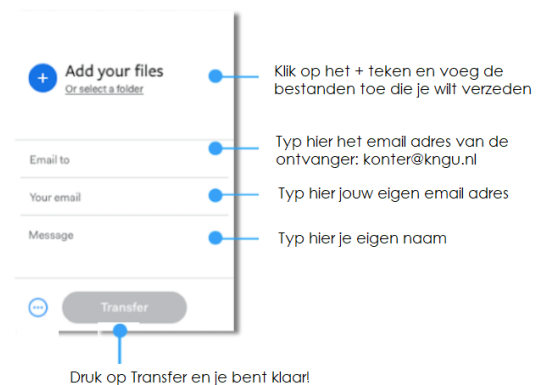 Add your files
Or select a folder
Klik op het + teken en voeg de
bestanden toe die je wilt verzeden
Email to
Typ hier het email adres van de
ontvanger: konter@kngu.nl
Your email
Typ hier jouw eigen email adres
Message
Typ hier je eigen naam
Transfer
Druk op Transfer en je bent klaar!